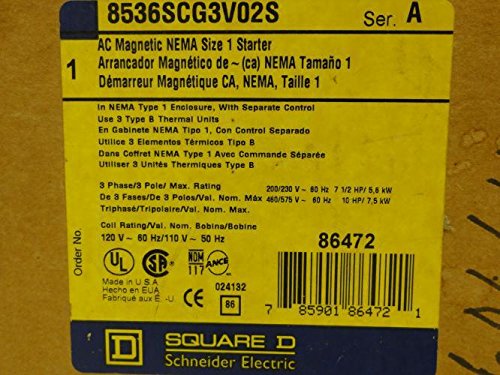 8536SCG3V02S
Ser. A
1
AC Magnetic NEMA Size 1 Starter
Arrancador Magnético de ~ (ca) NEMA Tamaño 1
Démarreur Magnétique CA, NEMA, Taille 1
In NEMA Type 1 Enclosure, With Separate Control
Use 3 Type B Thermal Units
En Gabinete NEMA Tipo 1, Con Control Separado
Utilice 3 Elementos Térmicos Tipo B
Dans Coffret NEMA Type 1 Avec Commande Séparée
Utiliser 3 Unités Thermiques Type B
3 Phase/3 Pole/ Max. Rating 200/230 V ~ 60 Hz 7 1/2 HP/ 5,6 kW
De 3 Fases/De 3 Polos/Val. Nom. Máx 460/575 V ~ 60 Hz 10 HP/ 7,5 kW
Triphasé/Tripolaire/Val. Nom. Max
Coil Rating/Val. Nom Bobina/Bobine
120 V ~ 60 Hz/110 V ~ 50 Hz
86472
Order No.
UL
SA
NOM
117
ANCE
024132
86
Made in U.S.A.
Hecho en EUA
Fabriqué aux É.-U.
7 85901 86472 1
D SQUARE D
Schneider Electric